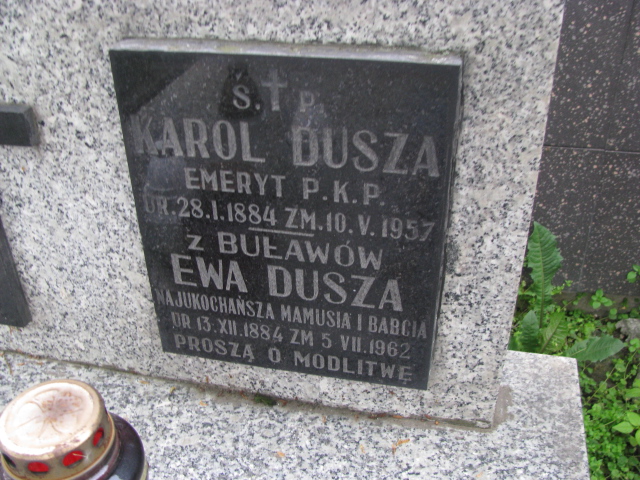 Ś. † P.
KAROL DUSZA
EMERYT P.K.P.
UR. 28.I.1884 ZM. 10.V.1957
Z BUŁAWÓW
EWA DUSZA
NAJUKOCHAŃSZA MAMUSIA I BABCIA
UR 13.XII.1884 ZM 5 VII.1962
PROSZĄ O MODLITWĘ